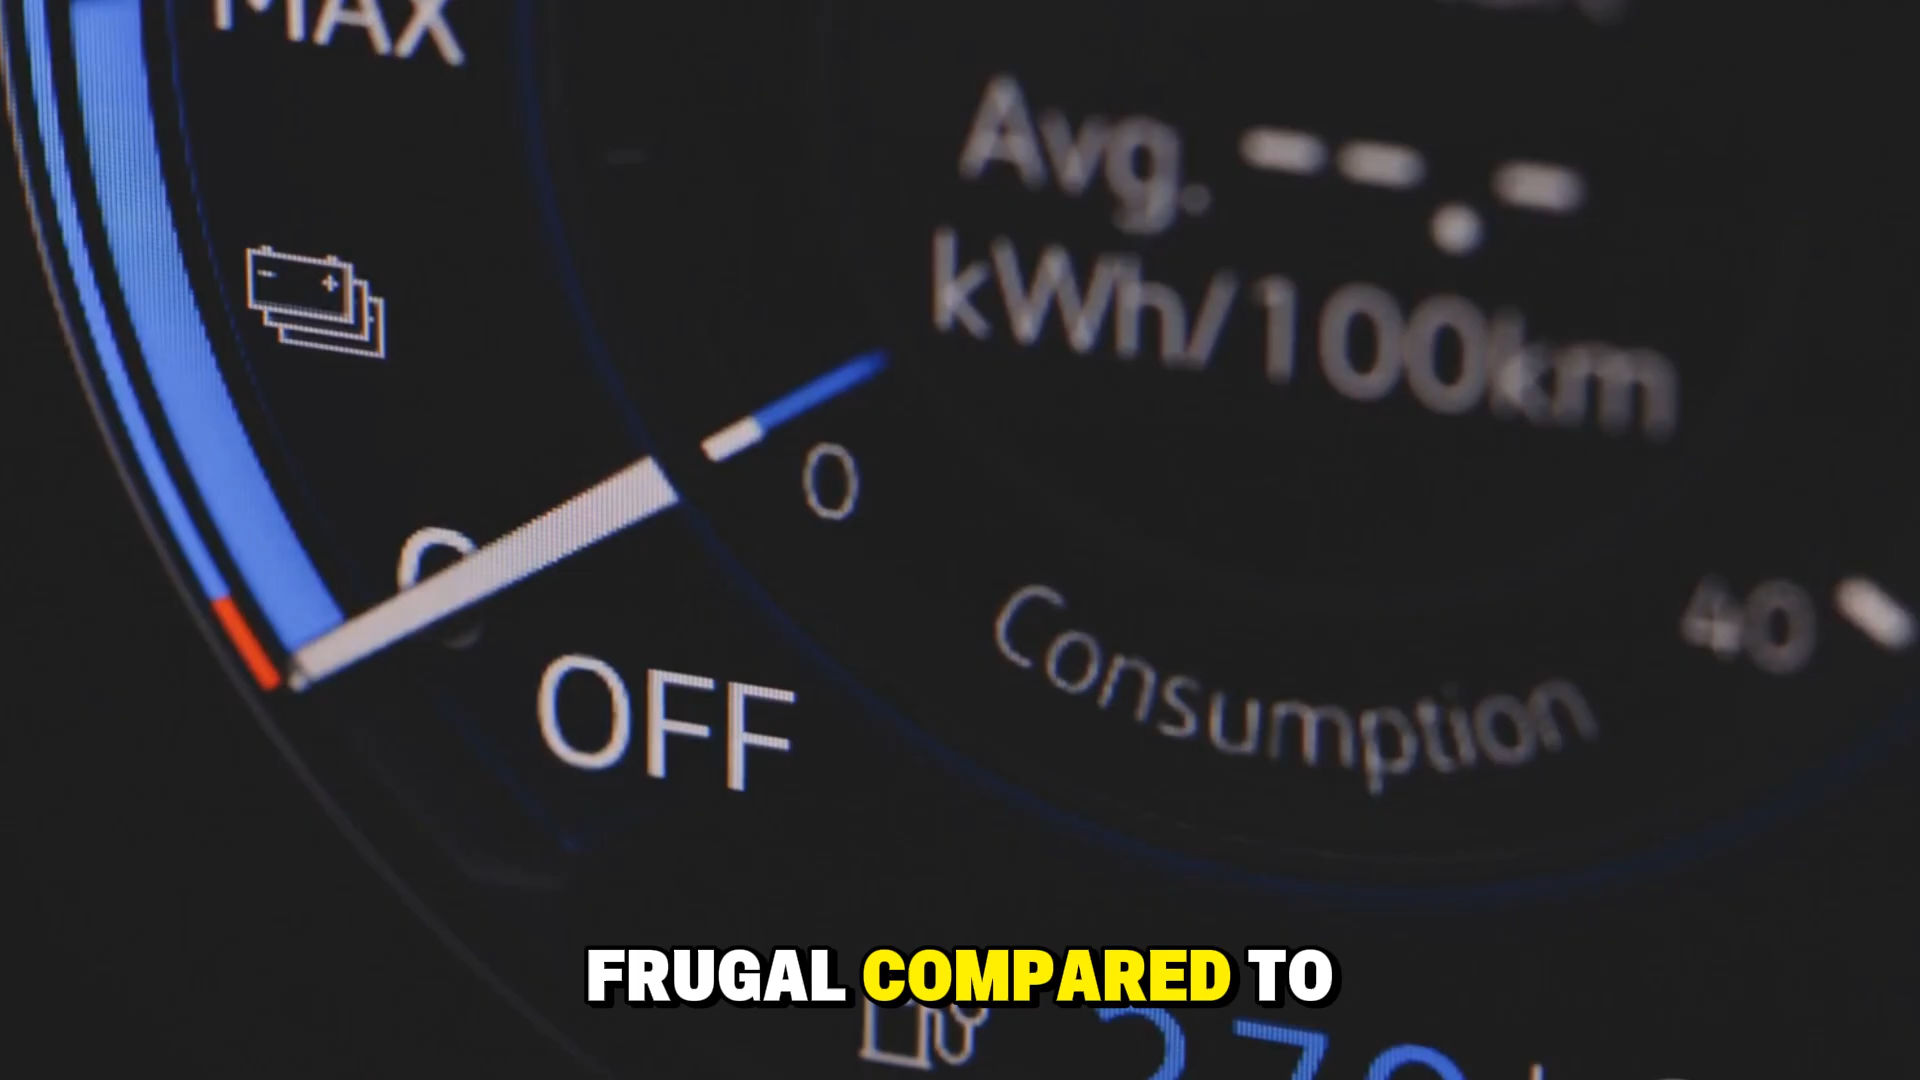 MAX
Avg. --.-
kWh/100km
0
40
Consumption
OFF
FRUGAL COMPARED TO